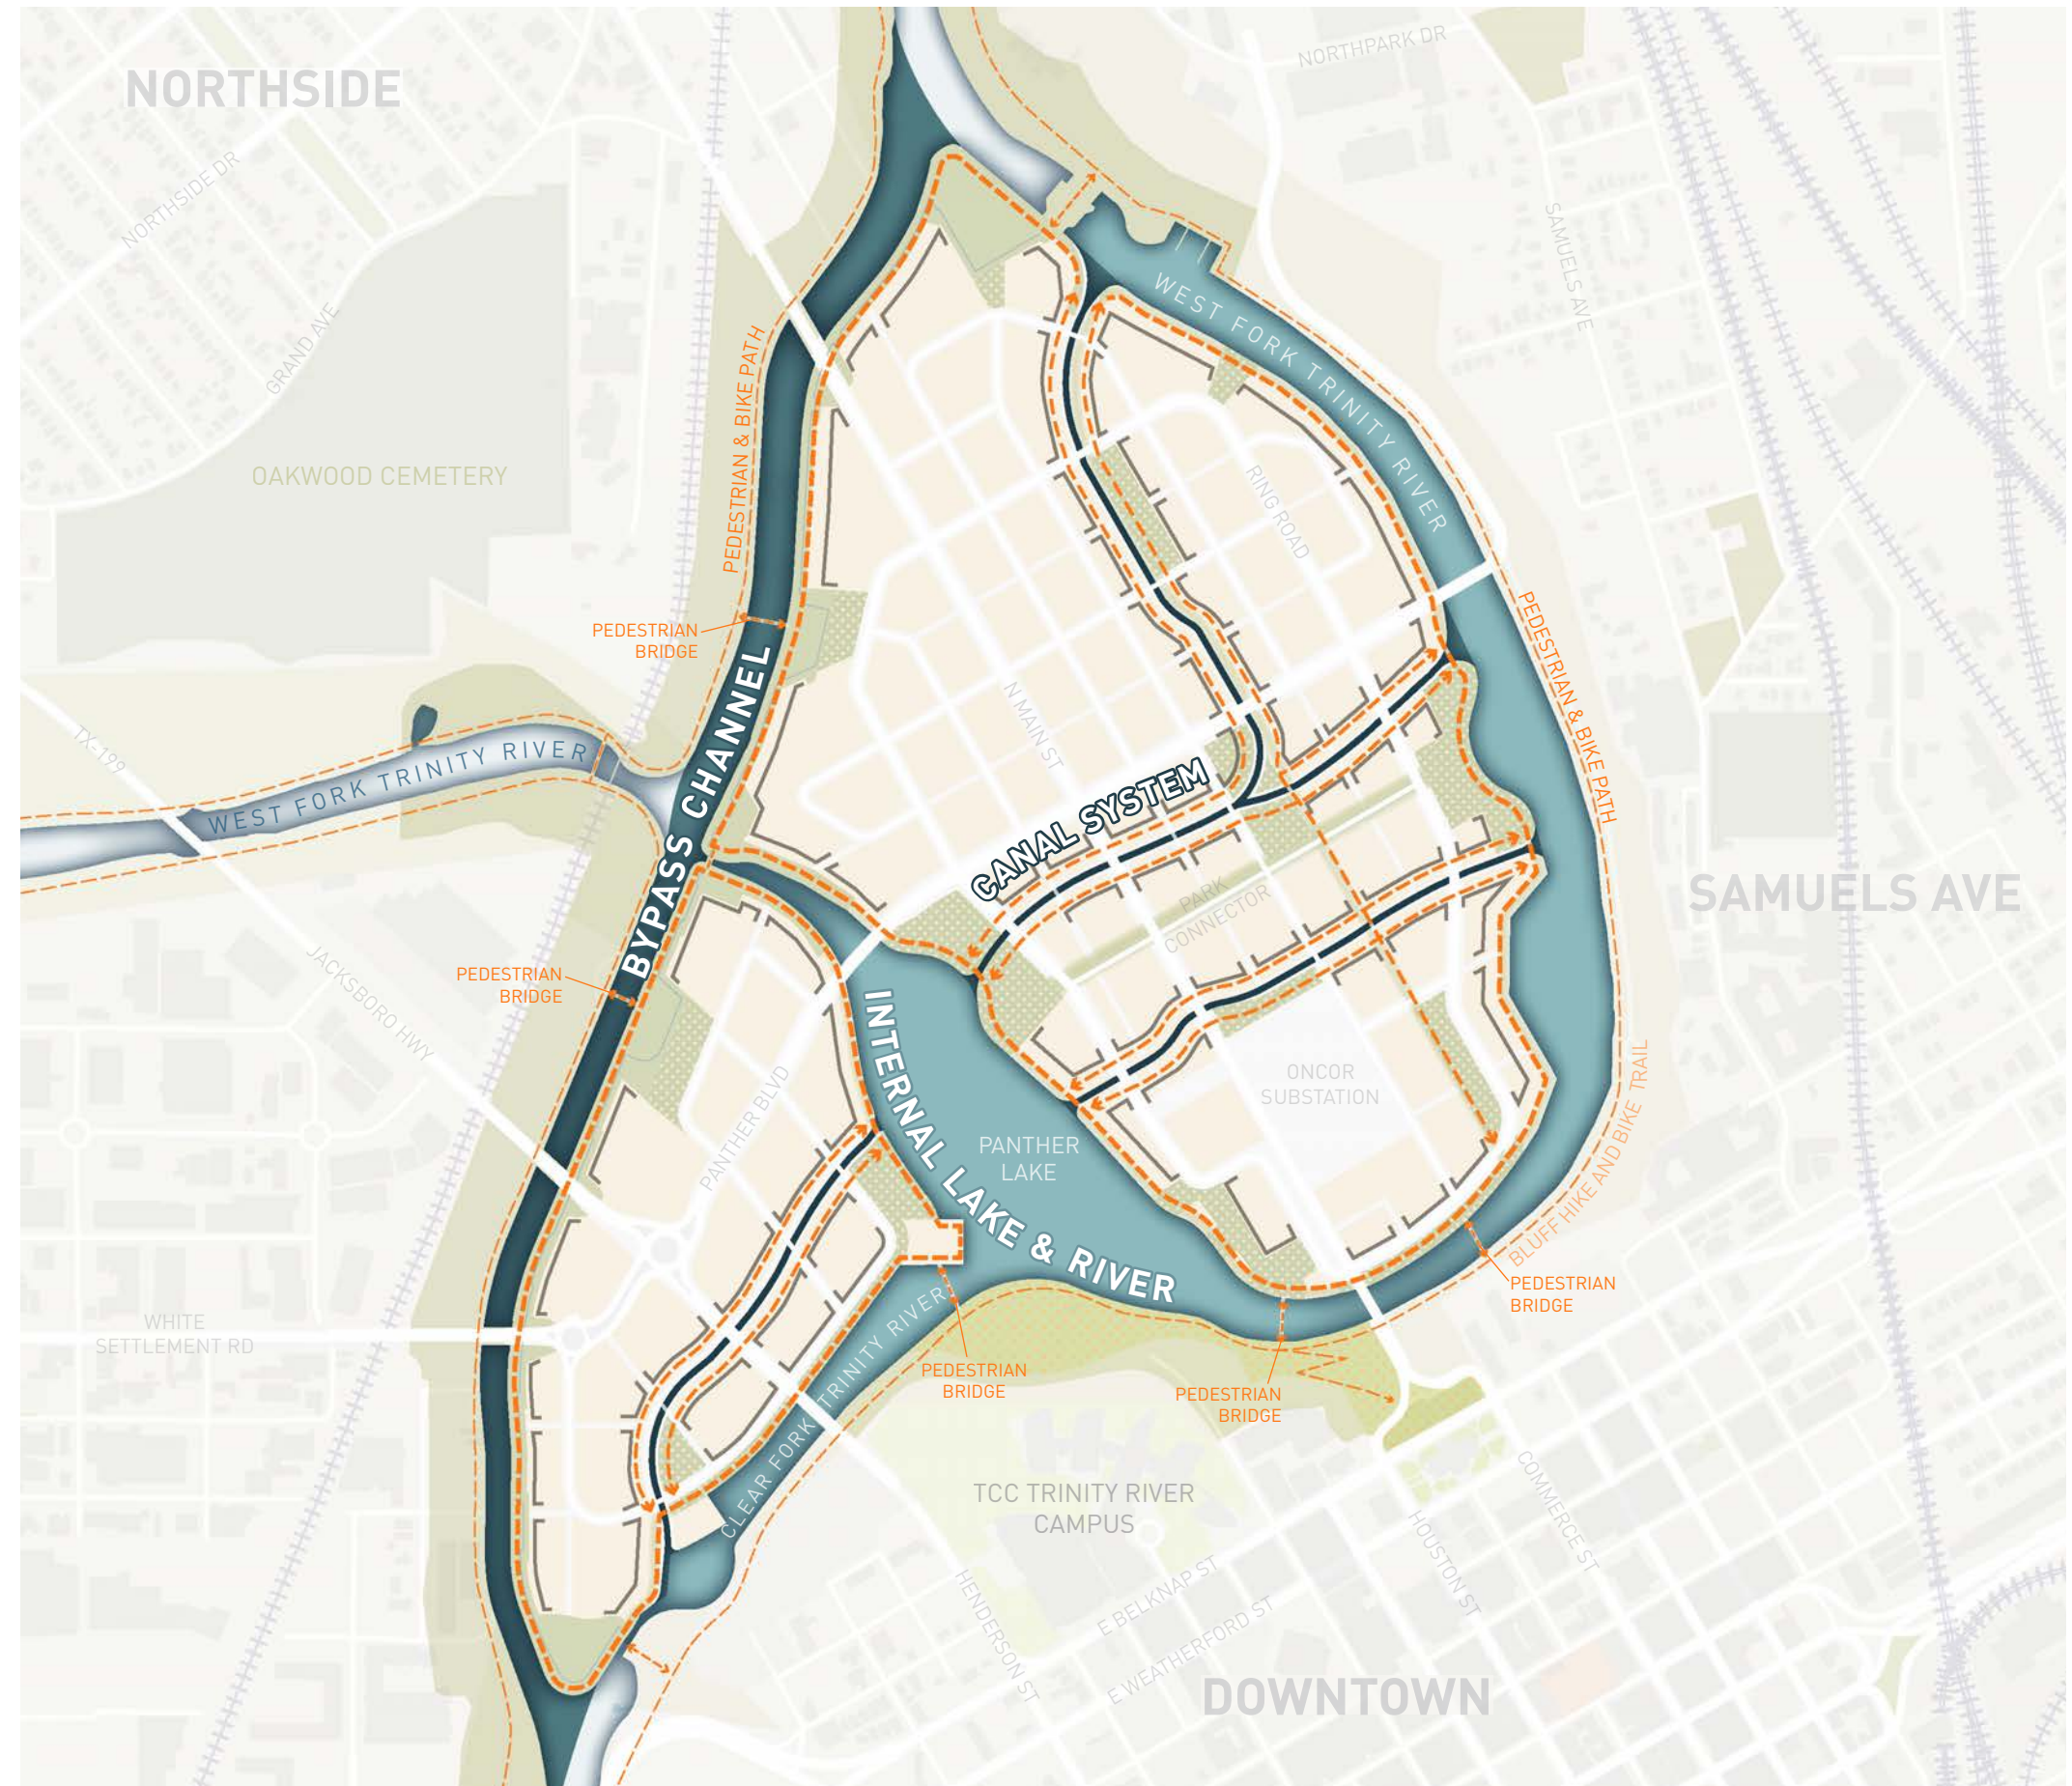 NORTHSIDE
NORTHPARK DR
NORTHSIDE DR
SAMUELS AVE
GRAND AVE
WEST FORK TRINITY RIVER
PEDESTRIAN & BIKE PATH
OAKWOOD CEMETERY
RING ROAD
PEDESTRIAN
BRIDGE
PEDESTRIAN & BIKE PATH
N MAIN ST
TX-199
WEST FORK TRINITY RIVER
BYPASS CHANNEL
CANAL SYSTEM
PARK
CONNECTOR
SAMUELS AVE
JACKSBORO HWY
PEDESTRIAN
BRIDGE
INTERNAL LAKE & RIVER
PANTHER BLVD
ONCOR
SUBSTATION
PANTHER
LAKE
BLUFF HIKE AND BIKE TRAIL
WHITE
SETTLEMENT RD
PEDESTRIAN
BRIDGE
CLEAR FORK TRINITY RIVER
PEDESTRIAN
BRIDGE
PEDESTRIAN
BRIDGE
TCC TRINITY RIVER
CAMPUS
COMMERCE ST
HOUSTON ST
E BELKNAP ST
HENDERSON ST
E WEATHERFORD ST
DOWNTOWN